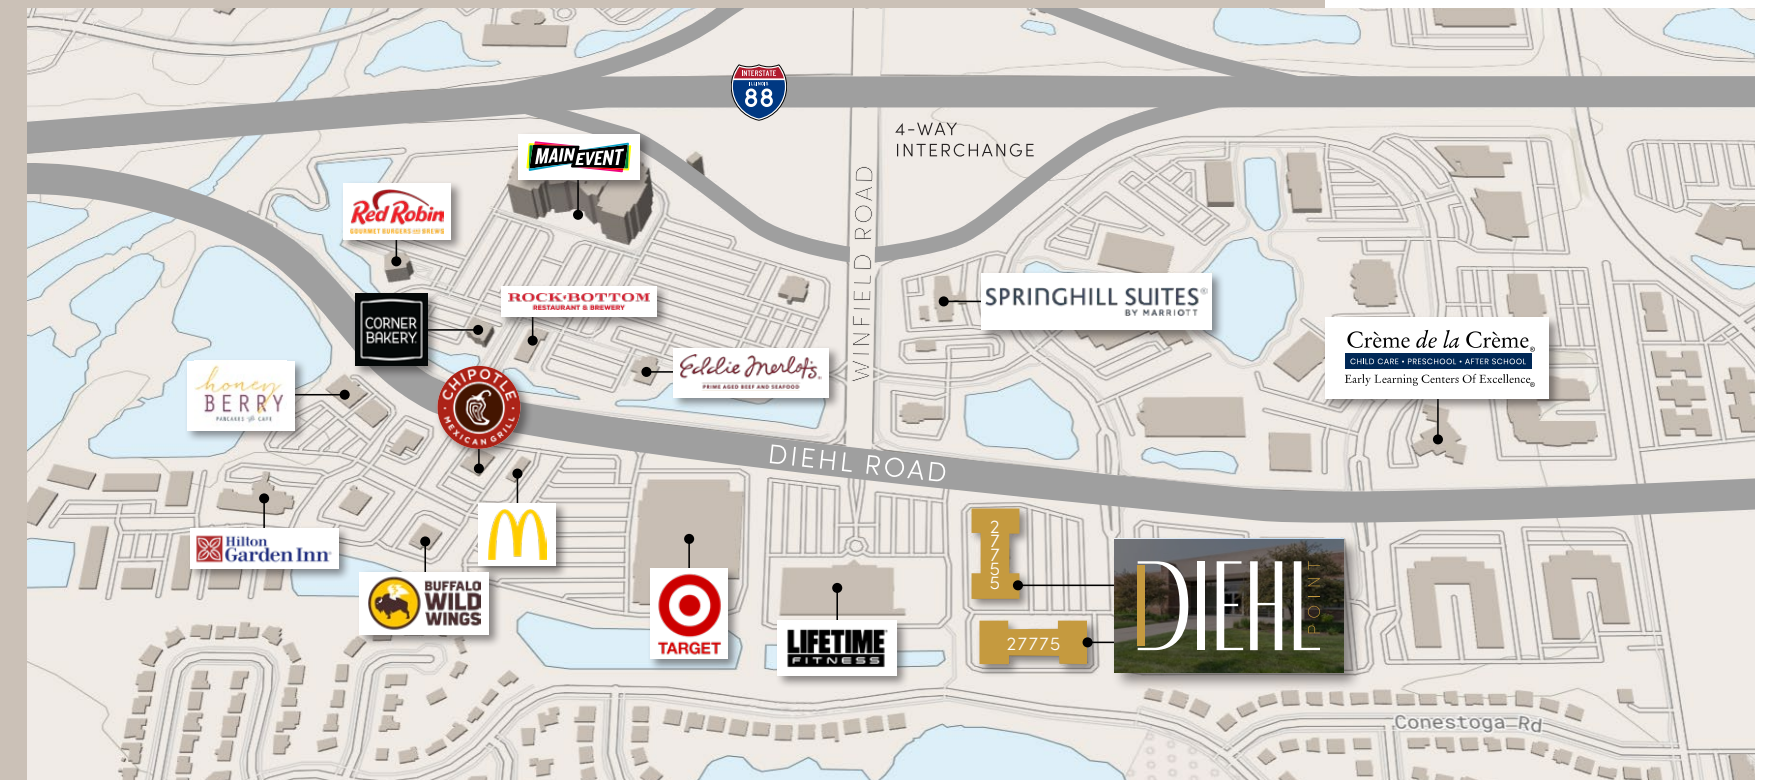 INTERSTATE
ILLINOIS
88
4-WAY
INTERCHANGE
MAIN EVENT
WINFIELD ROAD
Red Robin
GOURMET BURGERS AND BREWS
SPRINGHILL SUITES®
BY MARRIOTT
ROCK·BOTTOM
RESTAURANT & BREWERY
CORNER
BAKERY
Crème de la Crème®
CHILD CARE • PRESCHOOL • AFTER SCHOOL
Early Learning Centers Of Excellence®
Eddie Merlot's
PRIME AGED BEEF AND SEAFOOD
honey
BERRY
PANCAKES AND CAFE
CHIPOTLE
MEXICAN GRILL
DIEHL ROAD
Hilton
Garden Inn
BUFFALO
WILD
WINGS
TARGET
LIFETIME
FITNESS
27755
27775
DIEHL
POINT
Conestoga Rd